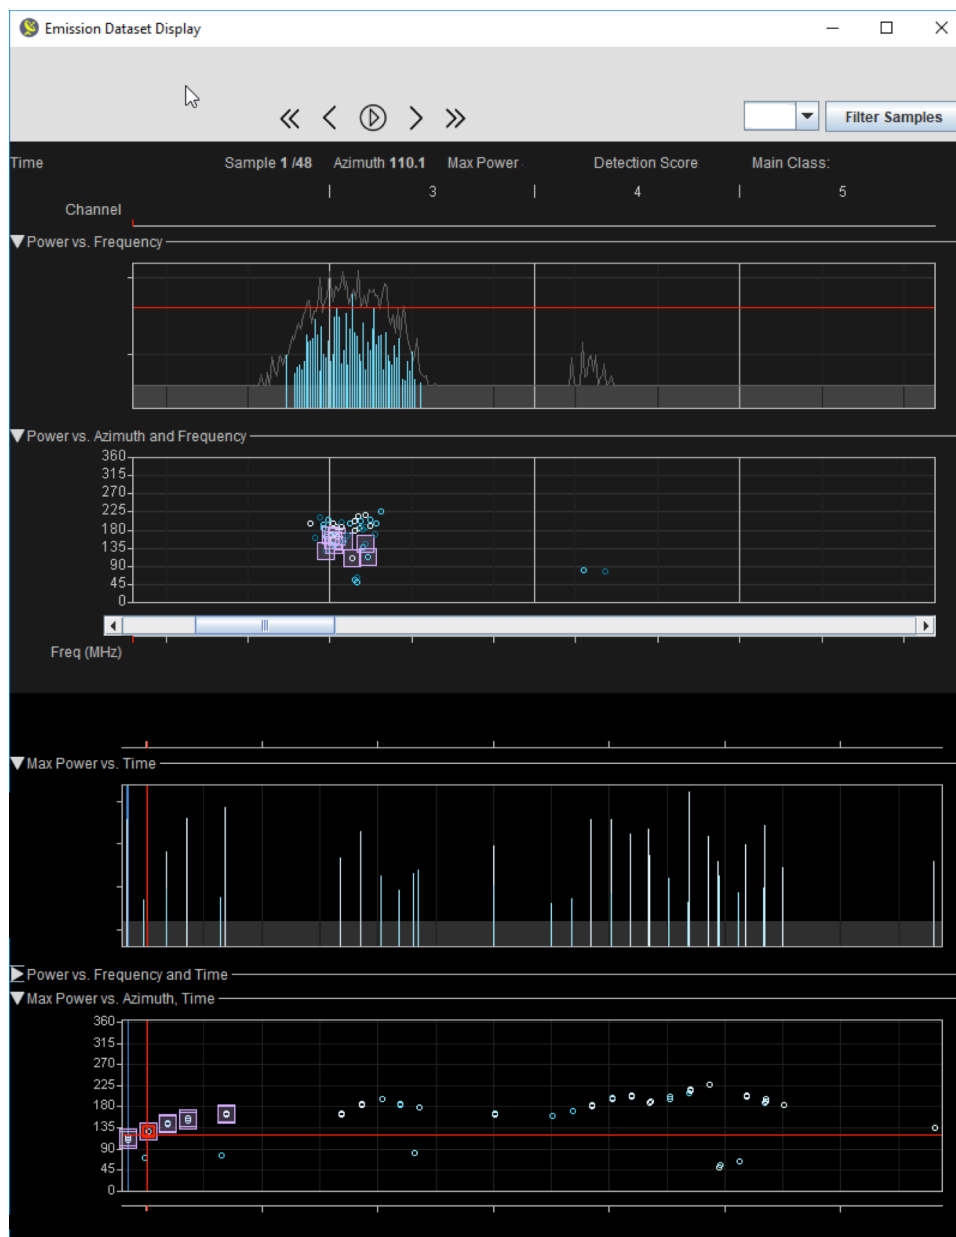 Emission Dataset Display
Filter Samples
Time Sample 1 /48 Azimuth 110.1 Max Power Detection Score Main Class:
3 4 5
Channel
Power vs. Frequency
Power vs. Azimuth and Frequency
360
315
270
225
180
135
90
45
0
Freq (MHz)
Max Power vs. Time
Power vs. Frequency and Time
Max Power vs. Azimuth, Time
360
315
270
225
180
135
90
45
0